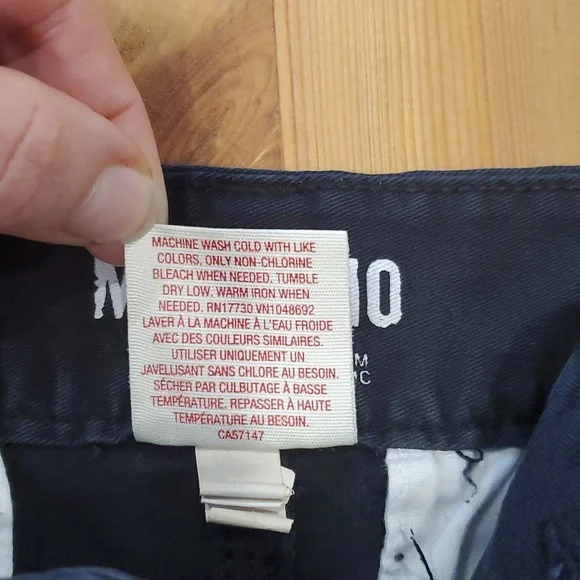 MACHINE WASH COLD WITH LIKE
COLORS. ONLY NON-CHLORINE
BLEACH WHEN NEEDED. TUMBLE
DRY LOW, WARM IRON WHEN
NEEDED. RN17730 VN1048692
LAVER À LA MACHINE À L'EAU FROIDE
AVEC DES COULEURS SIMILAIRES.
UTILISER UNIQUEMENT UN
JAVELLISANT SANS CHLORE AU BESOIN.
SÉCHER PAR CULBUTAGE À BASSE
TEMPÉRATURE. REPASSER À HAUTE
TEMPÉRATURE AU BESOIN.
CA57147